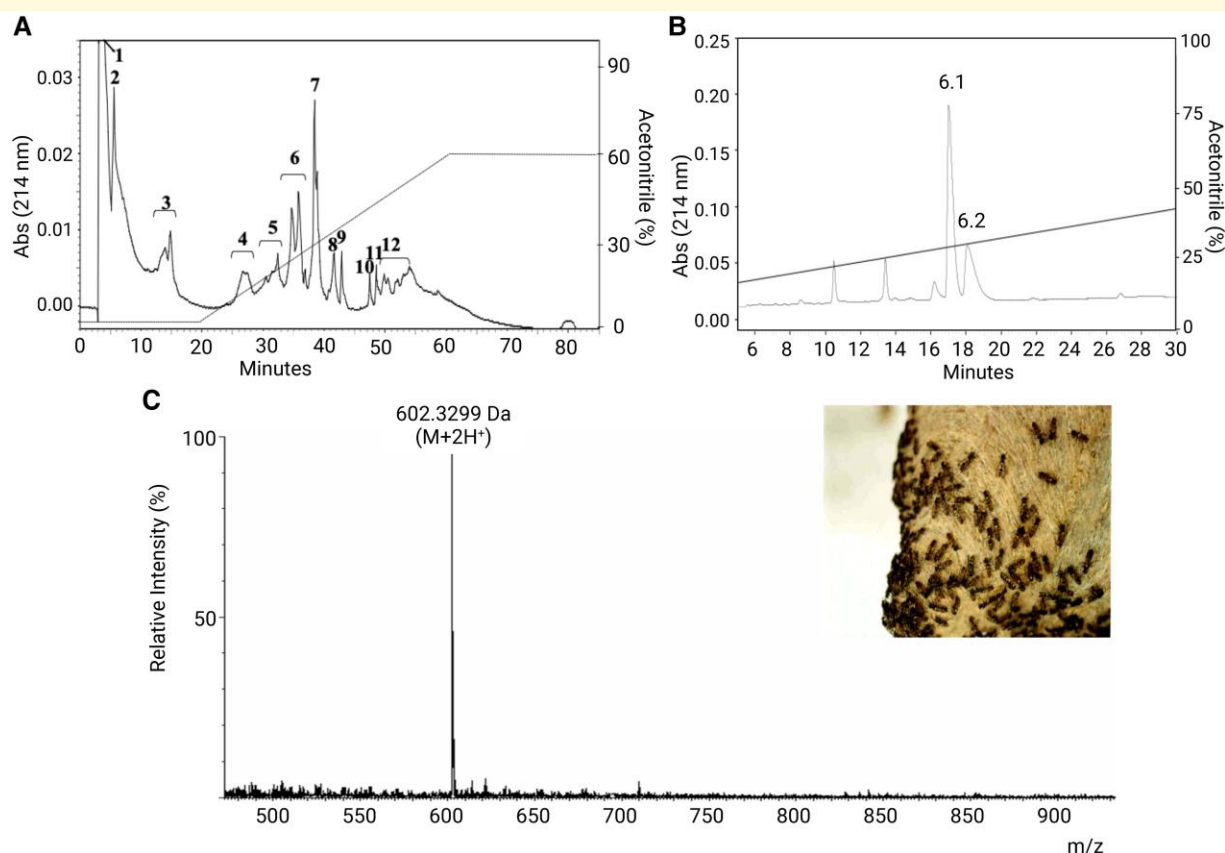 A
1
2
3
4
5
6
7
8
9
10
11
12
0.03
0.02
0.01
0.00
Abs (214 nm)
90
60
30
0
Acetonitrile (%)
0 10 20 30 40 50 60 70 80
Minutes
B
6.1
6.2
0.25
0.20
0.15
0.10
0.05
0.00
Abs (214 nm)
100
75
50
25
0
Acetonitrile (%)
6 8 10 12 14 16 18 20 22 24 26 28 30
Minutes
C
602.3299 Da
(M+2H⁺)
100
50
Relative Intensity (%)
500 550 600 650 700 750 800 850 850 900
m/z